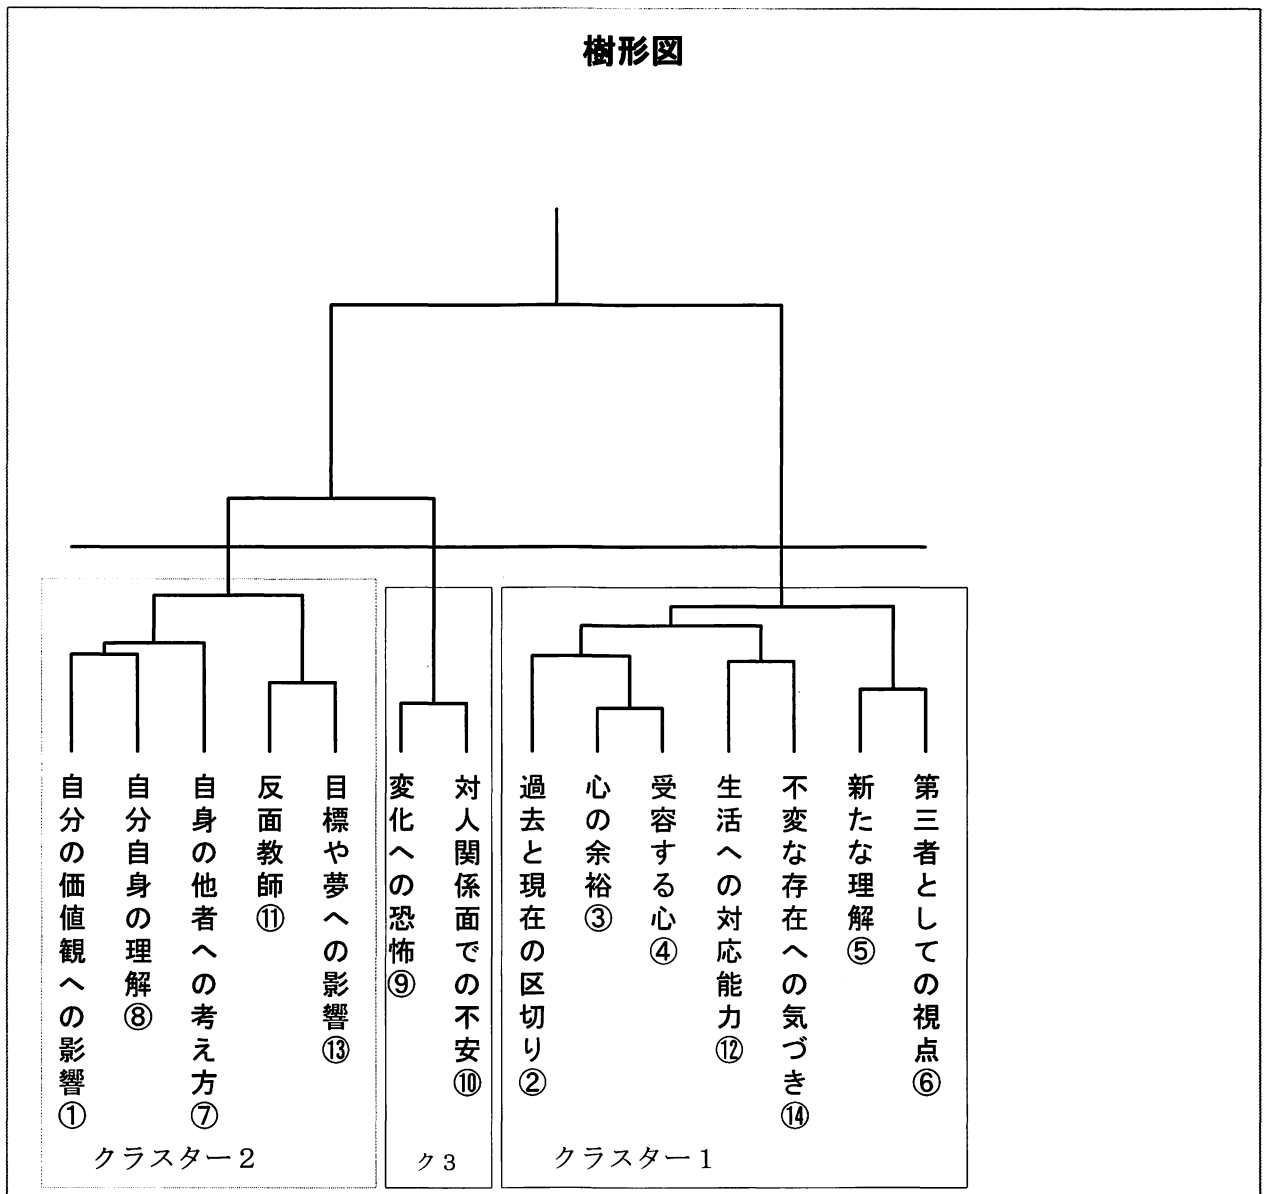 樹形図
自分の価値観への影響①
自分自身の理解⑧
自身の他者への考え方⑦
反面教師⑪
目標や夢への影響⑬
変化への恐怖⑨
対人関係面での不安⑩
過去と現在の区切り②
心の余裕③
受容する心④
生活への対応能力⑫
不変な存在への気づき⑭
新たな理解⑤
第三者としての視点⑥
クラスター2
ク3
クラスター1